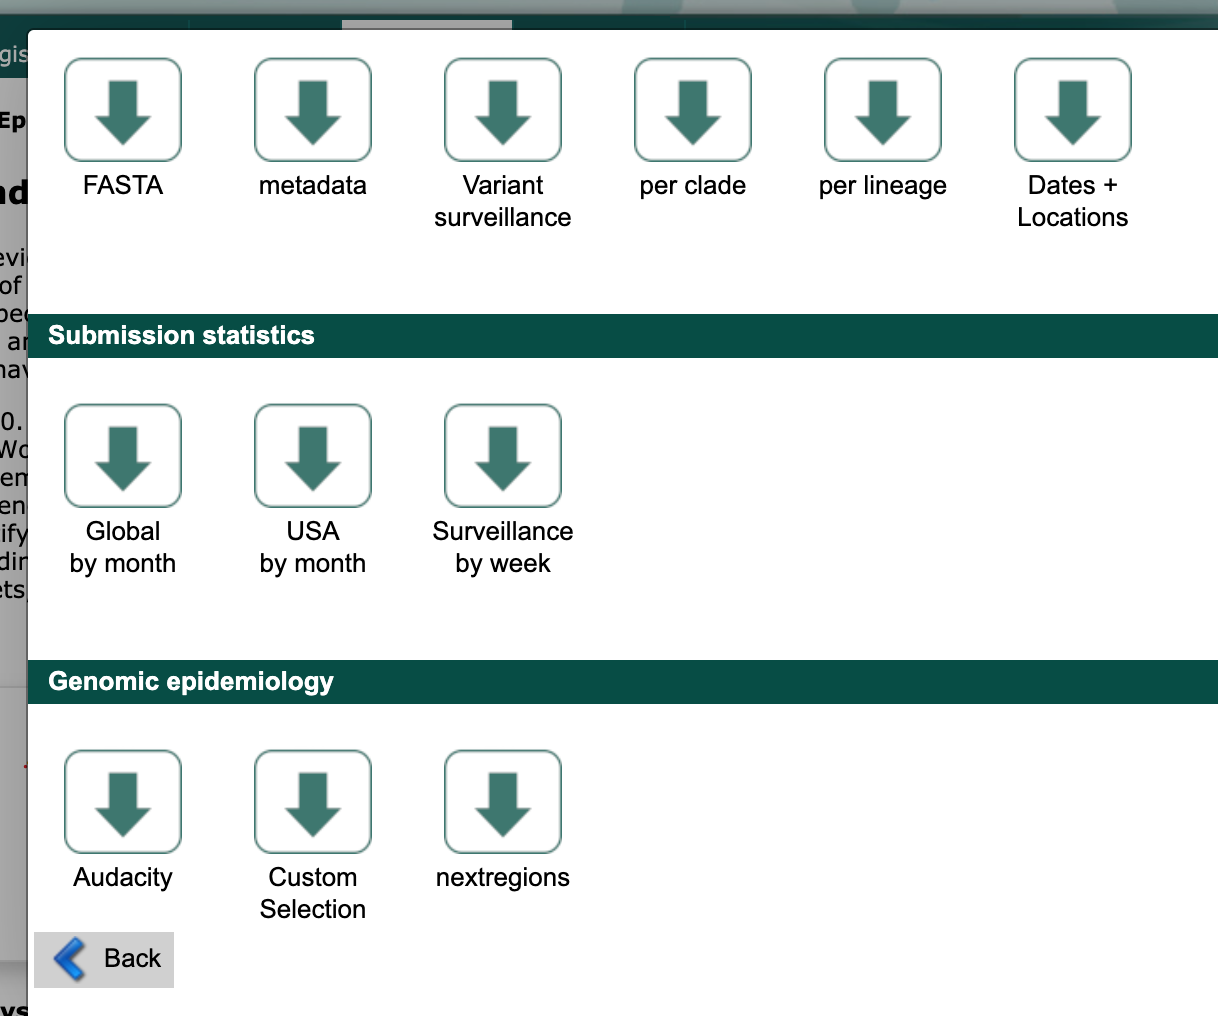 FASTA
metadata
Variant
surveillance
per clade
per lineage
Dates +
Locations
Submission statistics
Global
by month
USA
by month
Surveillance
by week
Genomic epidemiology
Audacity
Custom
Selection
nextregions
Back